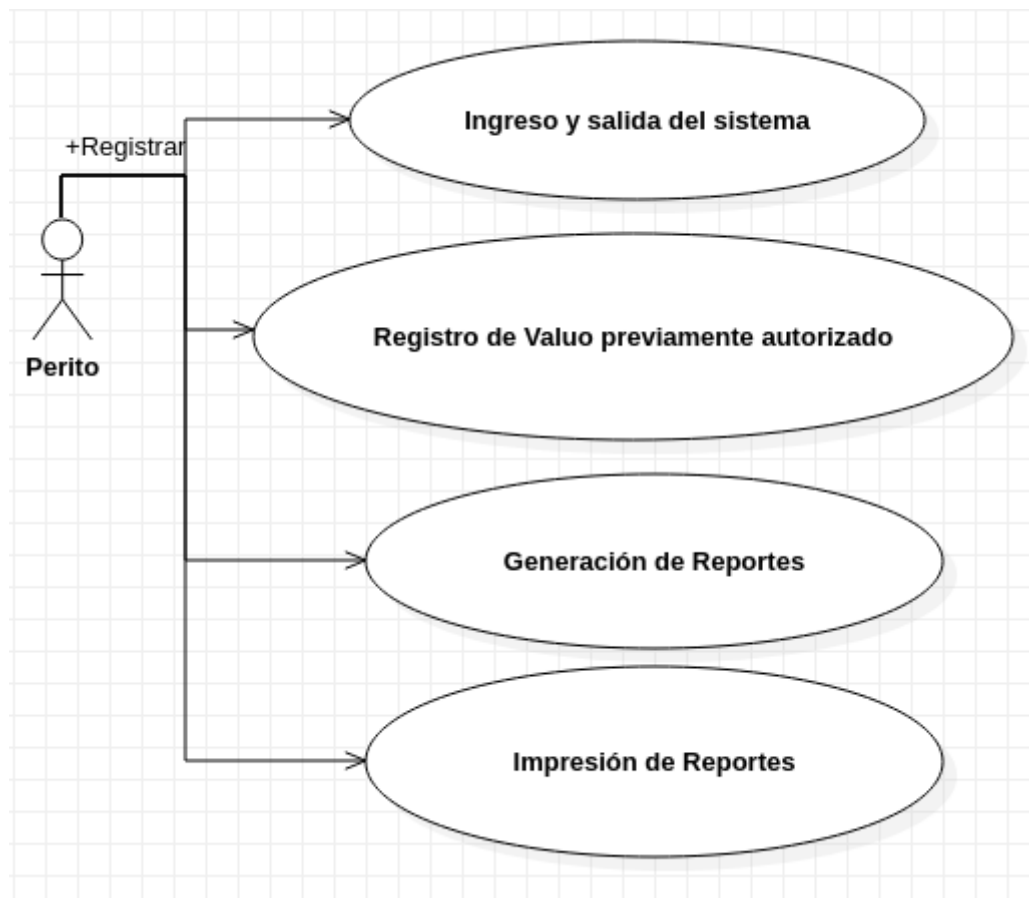 Ingreso y salida del sistema
+Registrar
Perito
Registro de Valuo previamente autorizado
Generación de Reportes
Impresión de Reportes